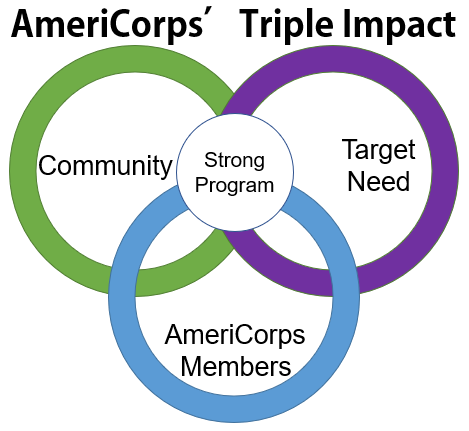 AmeriCorps’ Triple Impact
Community
Strong
Program
Target
Need
AmeriCorps
Members